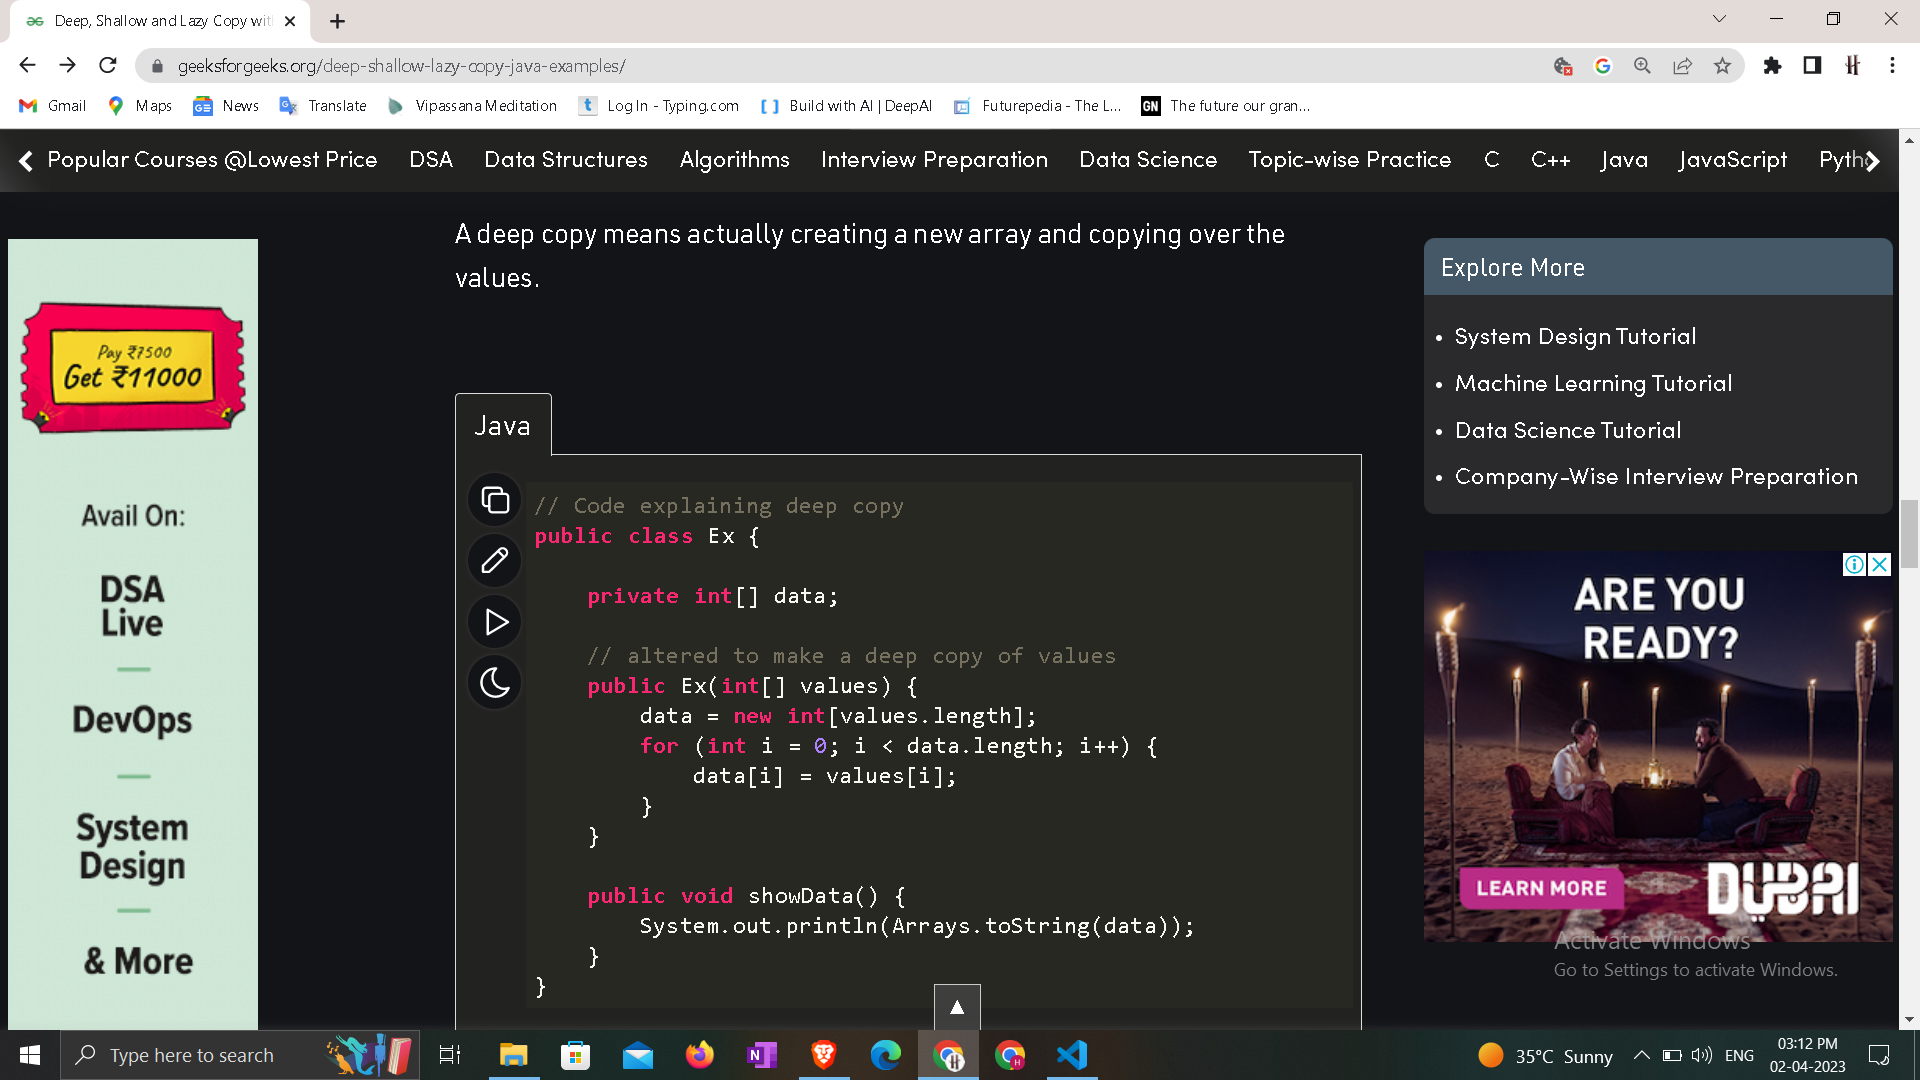 Deep, Shallow and Lazy Copy wit
geeksforgeeks.org/deep-shallow-lazy-copy-java-examples/
Gmail Maps News Translate Vipassana Meditation Log In - Typing.com Build with AI | DeepAI Futurepedia - The L... GN The future our gran...
Popular Courses @Lowest Price DSA Data Structures Algorithms Interview Preparation Data Science Topic-wise Practice C C++ Java JavaScript Pytho
A deep copy means actually creating a new array and copying over the
values.
Pay ₹7500
Get ₹11000
Avail On:
DSA
Live
DevOps
System
Design
& More
Java
// Code explaining deep copy
public class Ex {
private int[] data;
// altered to make a deep copy of values
public Ex(int[] values) {
data = new int[values.length];
for (int i = 0; i < data.length; i++) {
data[i] = values[i];
}
}
public void showData() {
System.out.println(Arrays.toString(data));
}
}
Explore More
• System Design Tutorial
• Machine Learning Tutorial
• Data Science Tutorial
• Company-Wise Interview Preparation
ARE YOU
READY?
LEARN MORE
DUBAI
Activate Windows
Go to Settings to activate Windows.
Type here to search
35°C Sunny
ENG
03:12 PM
02-04-2023